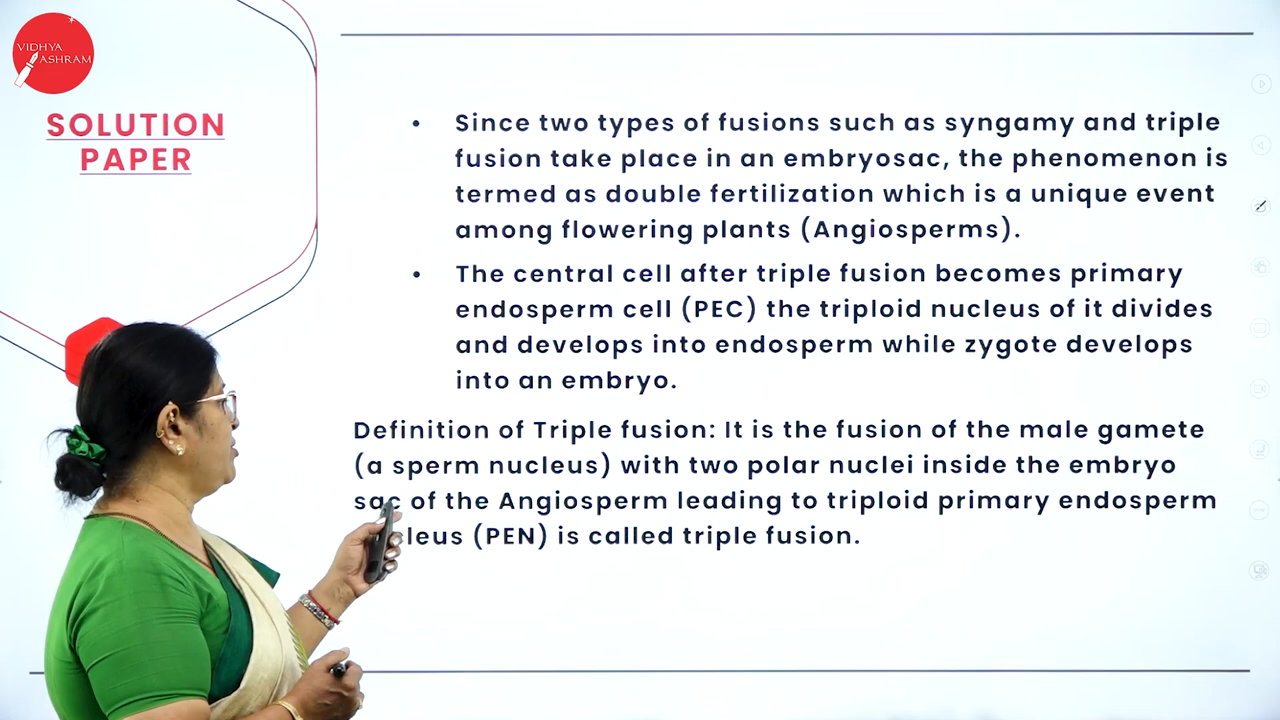 VIDHYA
ASHRAM
SOLUTION
PAPER
• Since two types of fusions such as syngamy and triple
fusion take place in an embryosac, the phenomenon is
termed as double fertilization which is a unique event
among flowering plants (Angiosperms).
• The central cell after triple fusion becomes primary
endosperm cell (PEC) the triploid nucleus of it divides
and develops into endosperm while zygote develops
into an embryo.
Definition of Triple fusion: It is the fusion of the male gamete
(a sperm nucleus) with two polar nuclei inside the embryo
sac of the Angiosperm leading to triploid primary endosperm
leus (PEN) is called triple fusion.